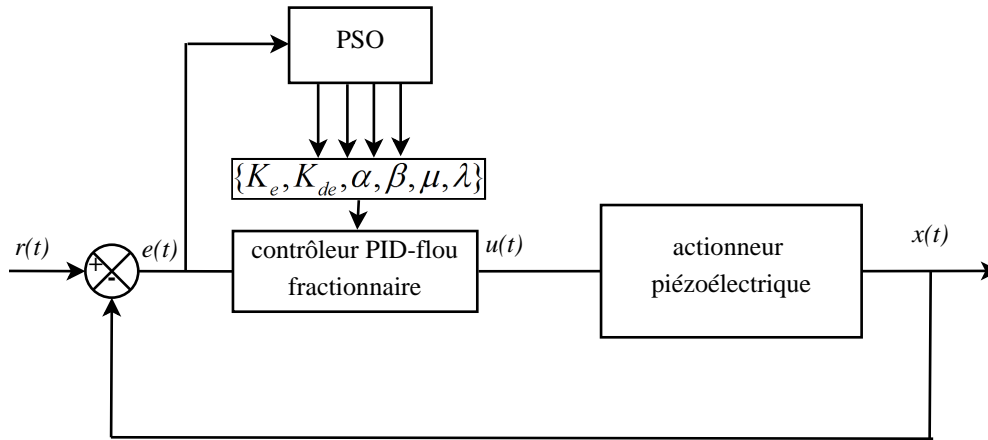 PSO
{K_e, K_de, α, β, μ, λ}
r(t)
+
-
e(t)
contrôleur PID-flou
fractionnaire
u(t)
actionneur
piézoélectrique
x(t)